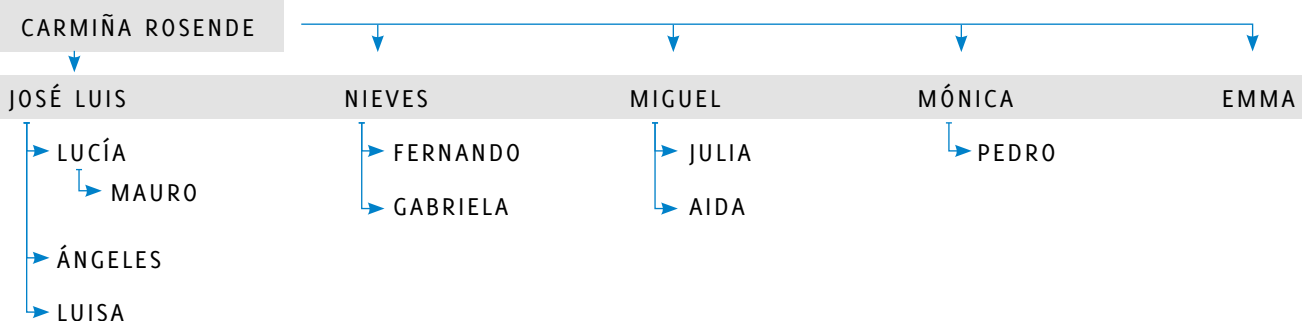 CARMIÑA ROSENDE
JOSÉ LUIS NIEVES MIGUEL MÓNICA EMMA
LUCÍA FERNANDO JULIA PEDRO
MAURO
GABRIELA AIDA
ÁNGELES
LUISA